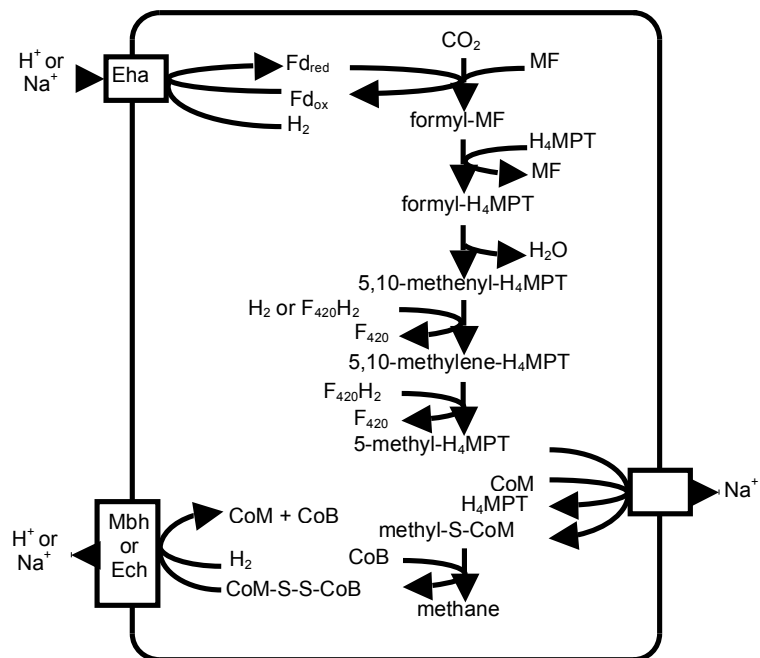 CO₂
H⁺ or
Na⁺
Eha
Fd_red
MF
Fd_ox
H₂
formyl-MF
H₄MPT
MF
formyl-H₄MPT
H₂O
5,10-methenyl-H₄MPT
H₂ or F₄₂₀H₂
F₄₂₀
5,10-methylene-H₄MPT
F₄₂₀H₂
F₄₂₀
5-methyl-H₄MPT
CoM
H₄MPT
Na⁺
methyl-S-CoM
H⁺ or
Na⁺
Mbh
or
Ech
CoM + CoB
H₂
CoM-S-S-CoB
CoB
methane